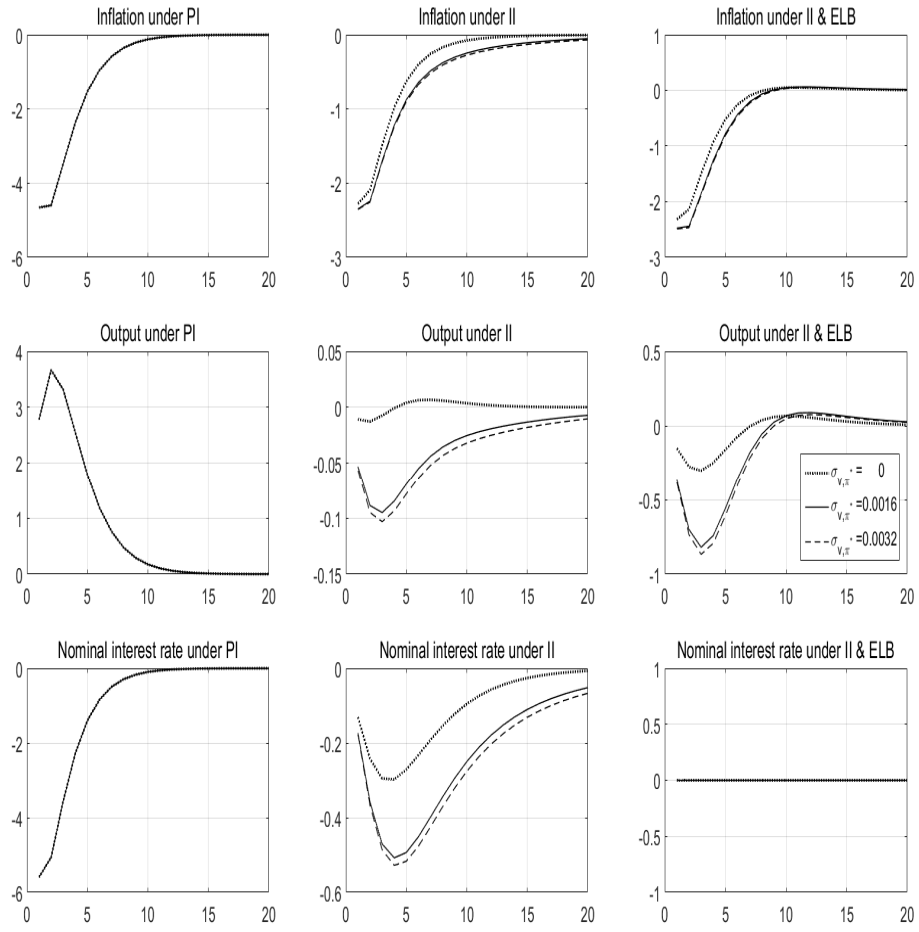 Inflation under PI
0
-2
-4
-6
0 5 10 15 20
Inflation under II
0
-1
-2
-3
0 5 10 15 20
Inflation under II & ELB
1
0
-1
-2
-3
0 5 10 15 20
Output under PI
4
3
2
1
0
0 5 10 15 20
Output under II
0.05
0
-0.05
-0.1
-0.15
0 5 10 15 20
Output under II & ELB
0.5
0
-0.5
-1
0 5 10 15 20
σ_{v,π*} = 0
σ_{v,π*} =0.0016
σ_{v,π*} =0.0032
Nominal interest rate under PI
0
-2
-4
-6
0 5 10 15 20
Nominal interest rate under II
0
-0.2
-0.4
-0.6
0 5 10 15 20
Nominal interest rate under II & ELB
1
0.5
0
-0.5
-1
0 5 10 15 20